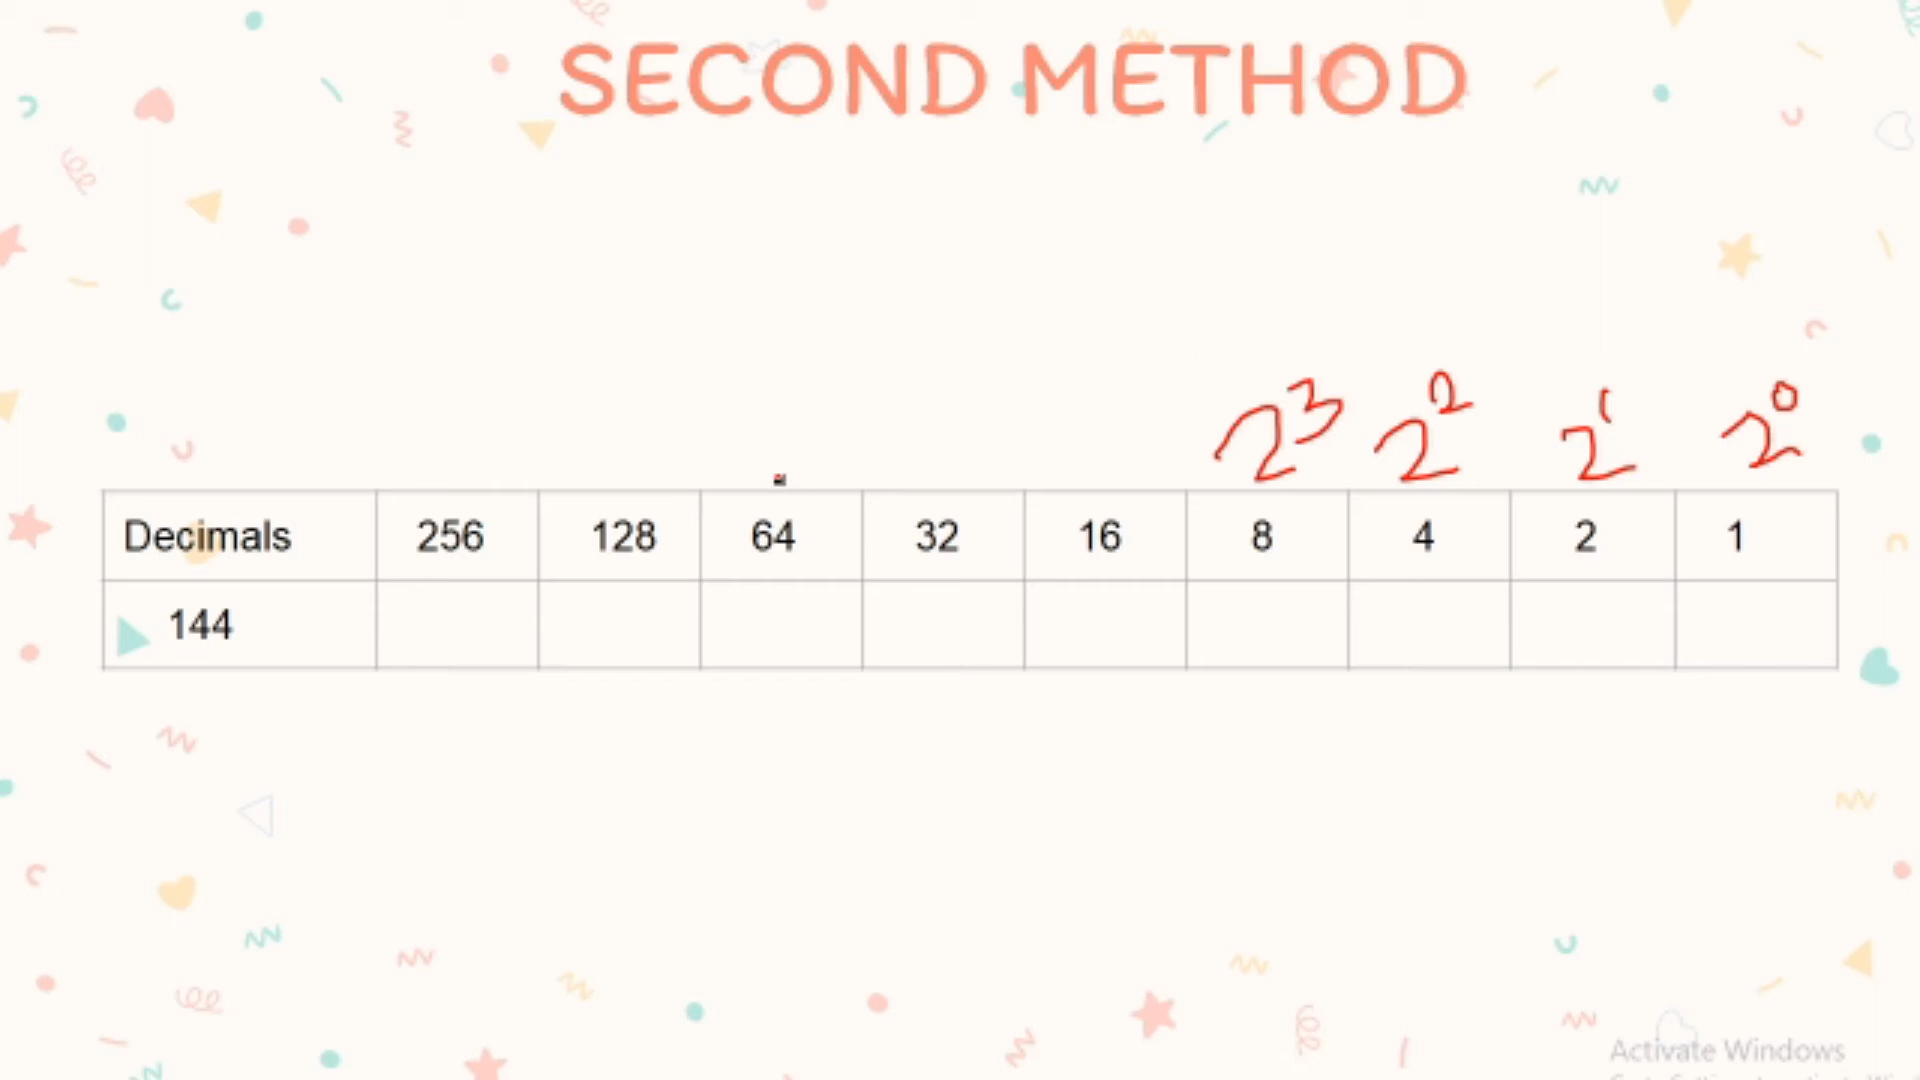 SECOND METHOD
2³ 2² 2¹ 2⁰
Decimals 256 128 64 32 16 8 4 2 1
144
Activate Windows